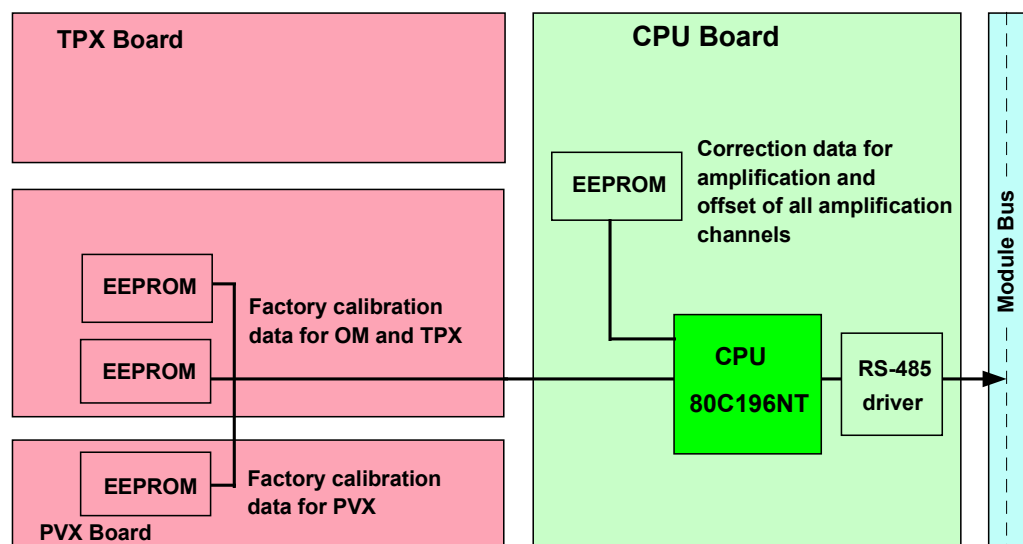 TPX Board
CPU Board
EEPROM
Correction data for
amplification and
offset of all amplification
channels
EEPROM
Factory calibration
data for OM and TPX
EEPROM
CPU
80C196NT
RS-485
driver
Module Bus
EEPROM
Factory calibration
data for PVX
PVX Board